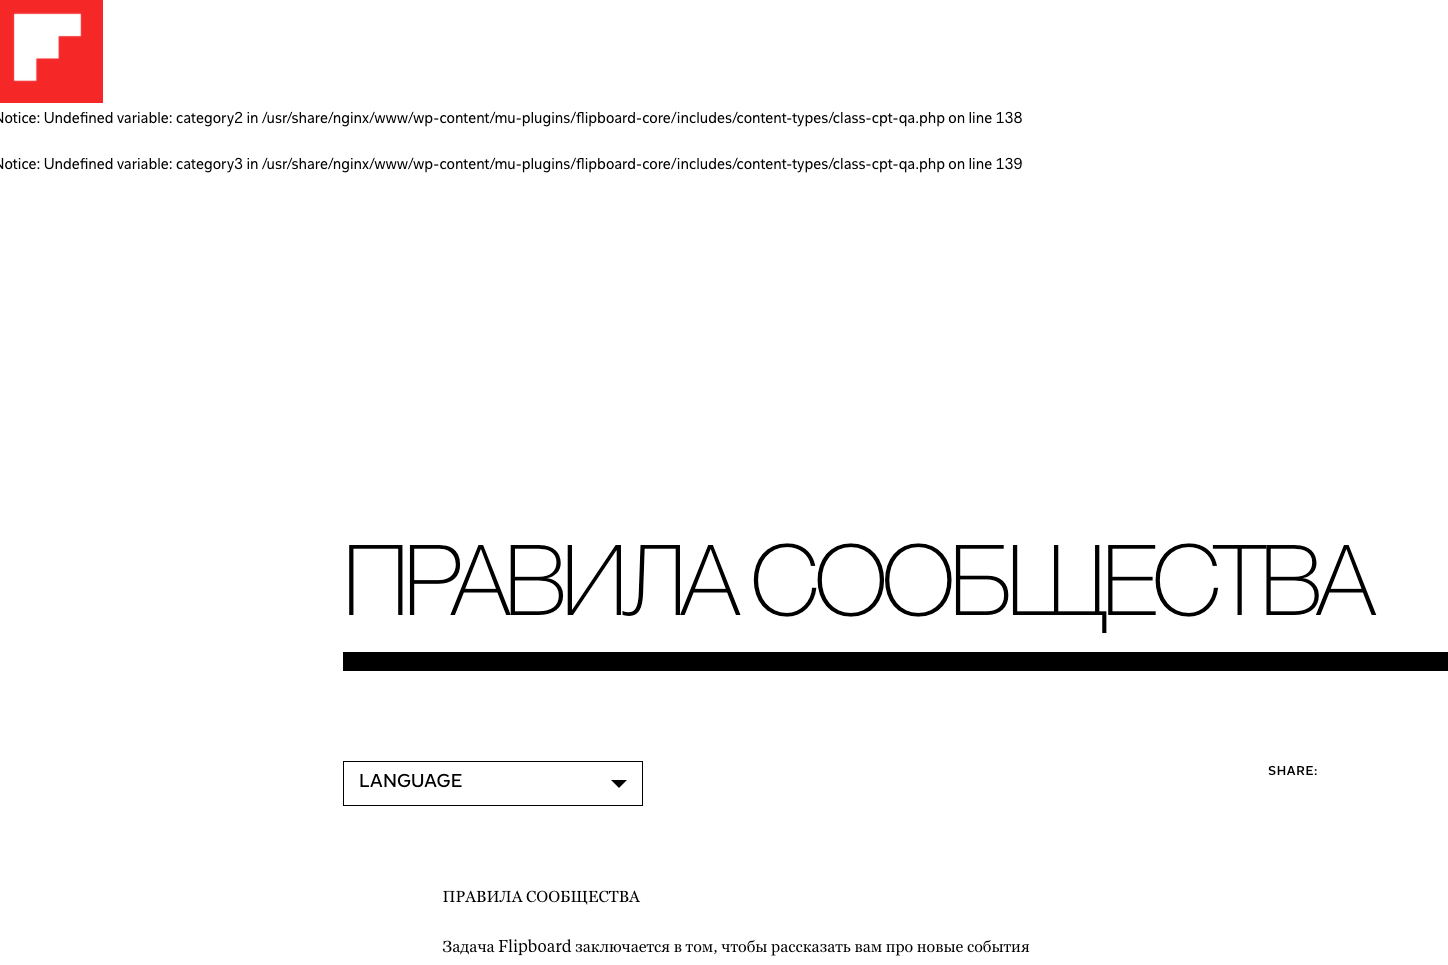 Notice: Undefined variable: category2 in /usr/share/nginx/www/wp-content/mu-plugins/flipboard-core/includes/content-types/class-cpt-qa.php on line 138
Notice: Undefined variable: category3 in /usr/share/nginx/www/wp-content/mu-plugins/flipboard-core/includes/content-types/class-cpt-qa.php on line 139
ПРАВИЛА СООБЩЕСТВА
LANGUAGE
SHARE:
ПРАВИЛА СООБЩЕСТВА
Задача Flipboard заключается в том, чтобы рассказать вам про новые события